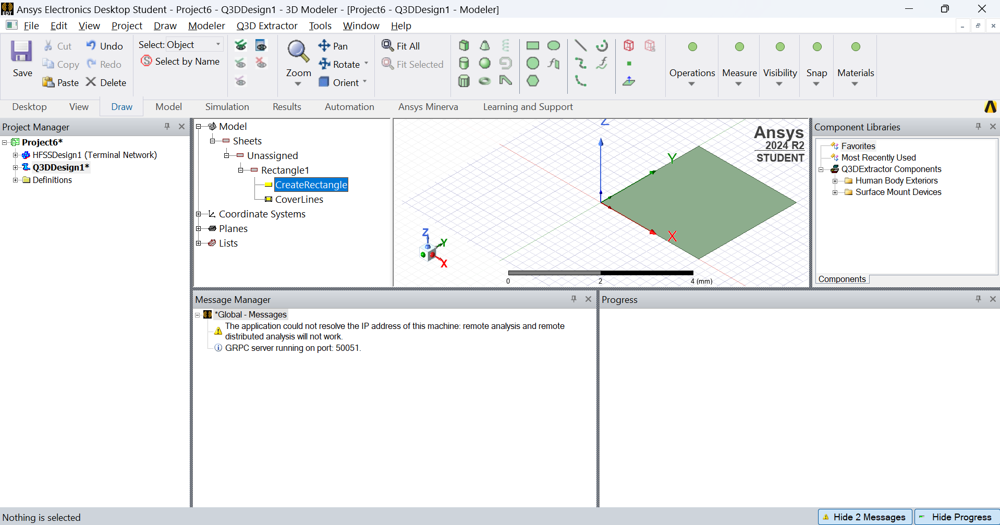 Ansys Electronics Desktop Student - Project6 - Q3DDesign1 - 3D Modeler - [Project6 - Q3DDesign1 - Modeler]
File Edit View Project Draw Modeler Q3D Extractor Tools Window Help
Save
Cut
Copy
Paste
Undo
Redo
Delete
Select: Object
Select by Name
Zoom
Pan
Rotate
Orient
Fit All
Fit Selected
Operations
Measure
Visibility
Snap
Materials
Desktop View Draw Model Simulation Results Automation Ansys Minerva Learning and Support
Project Manager
Project6*
HFSSDesign1 (Terminal Network)
Q3DDesign1*
Definitions
Model
Sheets
Unassigned
Rectangle1
CreateRectangle
CoverLines
Coordinate Systems
Planes
Lists
Z
Y
X
Z
Y
X
Ansys
2024 R2
STUDENT
0 2 4 (mm)
Component Libraries
Favorites
Most Recently Used
Q3DExtractor Components
Human Body Exteriors
Surface Mount Devices
Components
Message Manager
*Global - Messages
The application could not resolve the IP address of this machine: remote analysis and remote
distributed analysis will not work.
GRPC server running on port: 50051.
Progress
Nothing is selected
Hide 2 Messages
Hide Progress